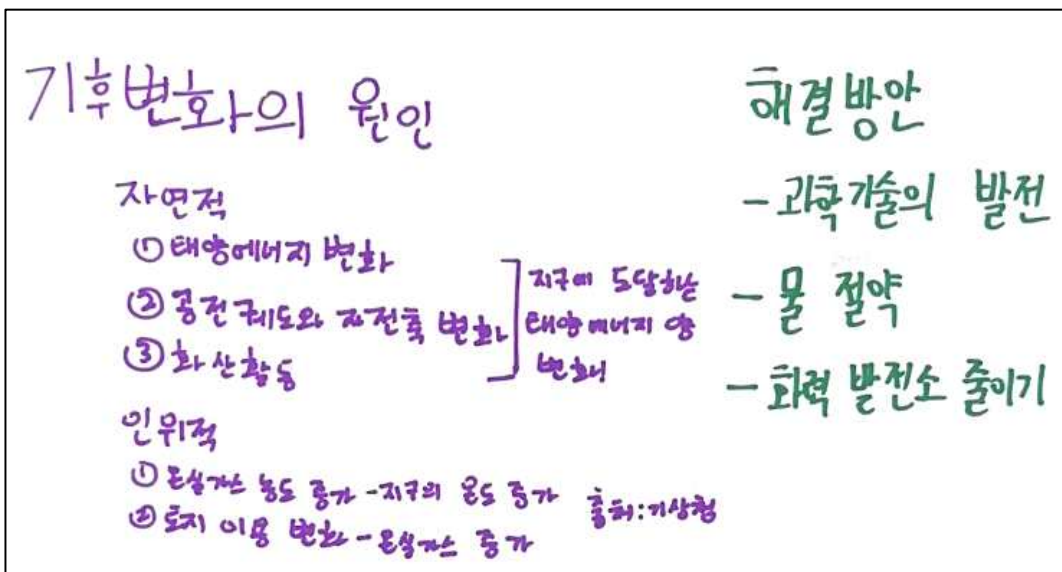 기후변화의 원인
자연적
① 태양에너지 변화
② 공전궤도와 자전축 변화
③ 화산활동
지구에 도달하는
태양에너지 양
변화
인위적
① 온실가스 농도 증가 - 지구의 온도 증가
② 토지 이용 변화 - 온실가스 증가
출처: 기상청
해결방안
- 과학기술의 발전
- 물 절약
- 화력 발전소 줄이기